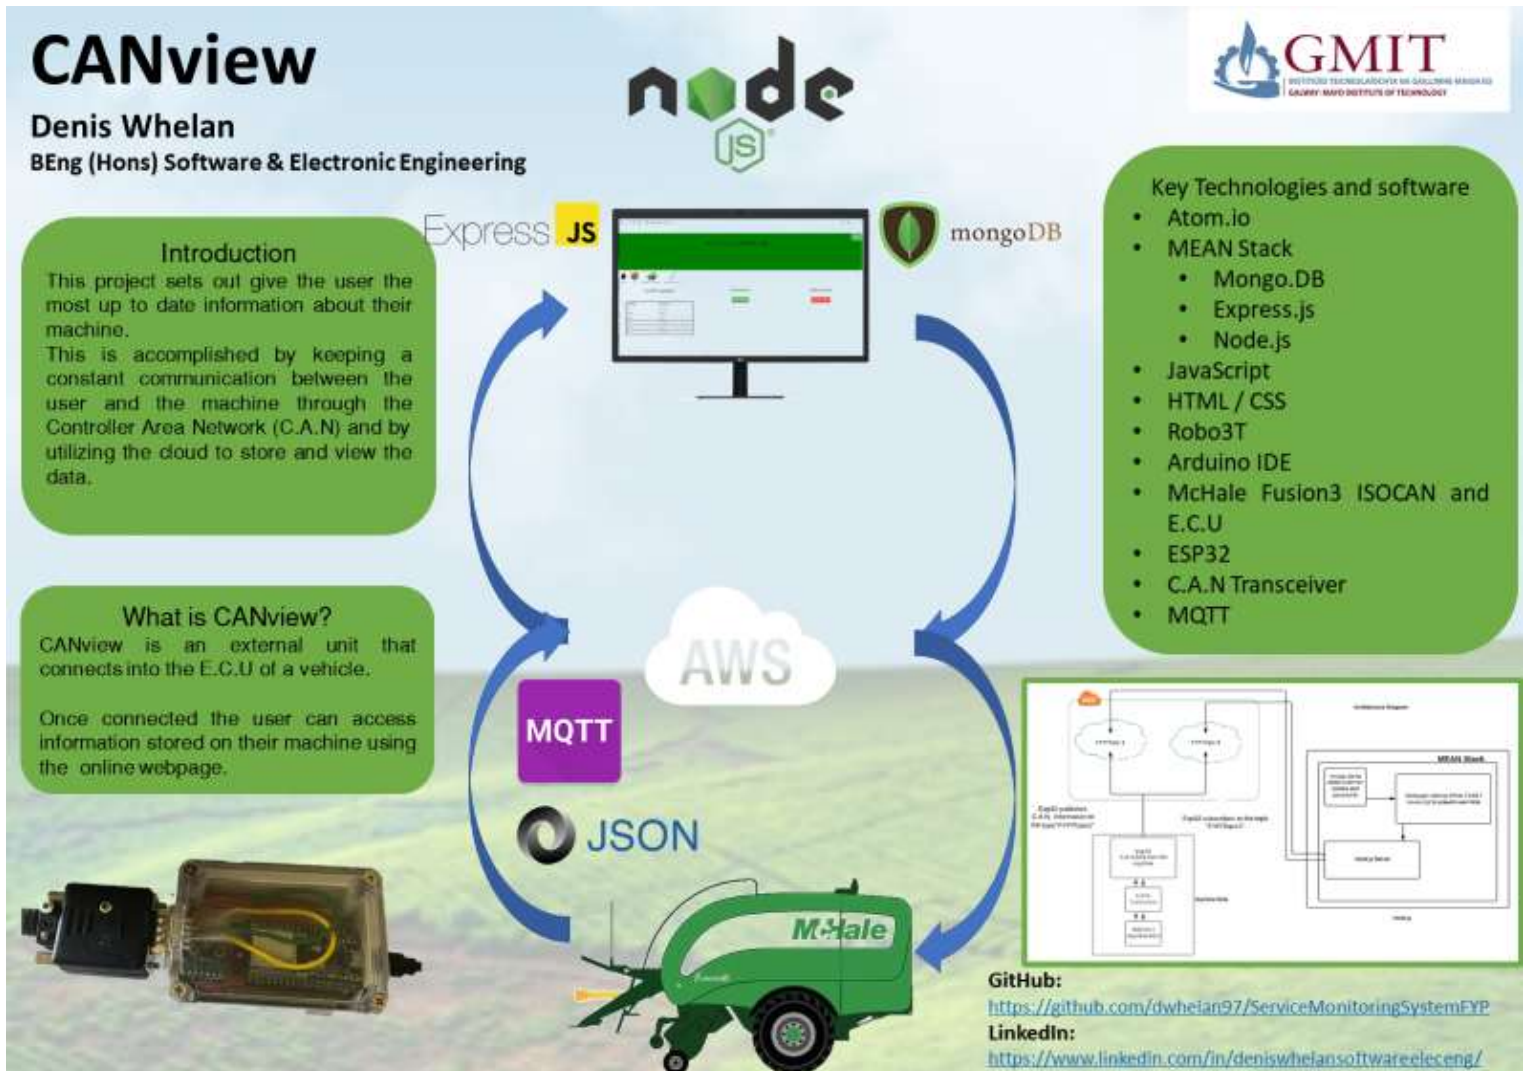 CANview
Denis Whelan
BEng (Hons) Software & Electronic Engineering
node
JS
GMIT
GALWAY-MAYO INSTITUTE OF TECHNOLOGY
Express JS
mongoDB
Introduction
This project sets out give the user the
most up to date information about their
machine.
This is accomplished by keeping a
constant communication between the
user and the machine through the
Controller Area Network (C.A.N) and by
utilizing the cloud to store and view the
data.
What is CANview?
CANview is an external unit that
connects into the E.C.U of a vehicle.
Once connected the user can access
information stored on their machine using
the online webpage.
AWS
MQTT
JSON
McHale
Key Technologies and software
• Atom.io
• MEAN Stack
• Mongo.DB
• Express.js
• Node.js
• JavaScript
• HTML / CSS
• Robo3T
• Arduino IDE
• McHale Fusion3 ISOCAN and
E.C.U
• ESP32
• C.A.N Transceiver
• MQTT
Architecture Diagram
MEAN Stack
GitHub:
https://github.com/dwhelan97/ServiceMonitoringSystemFYP
LinkedIn:
https://www.linkedin.com/in/deniswhelansoftwareeleceng/